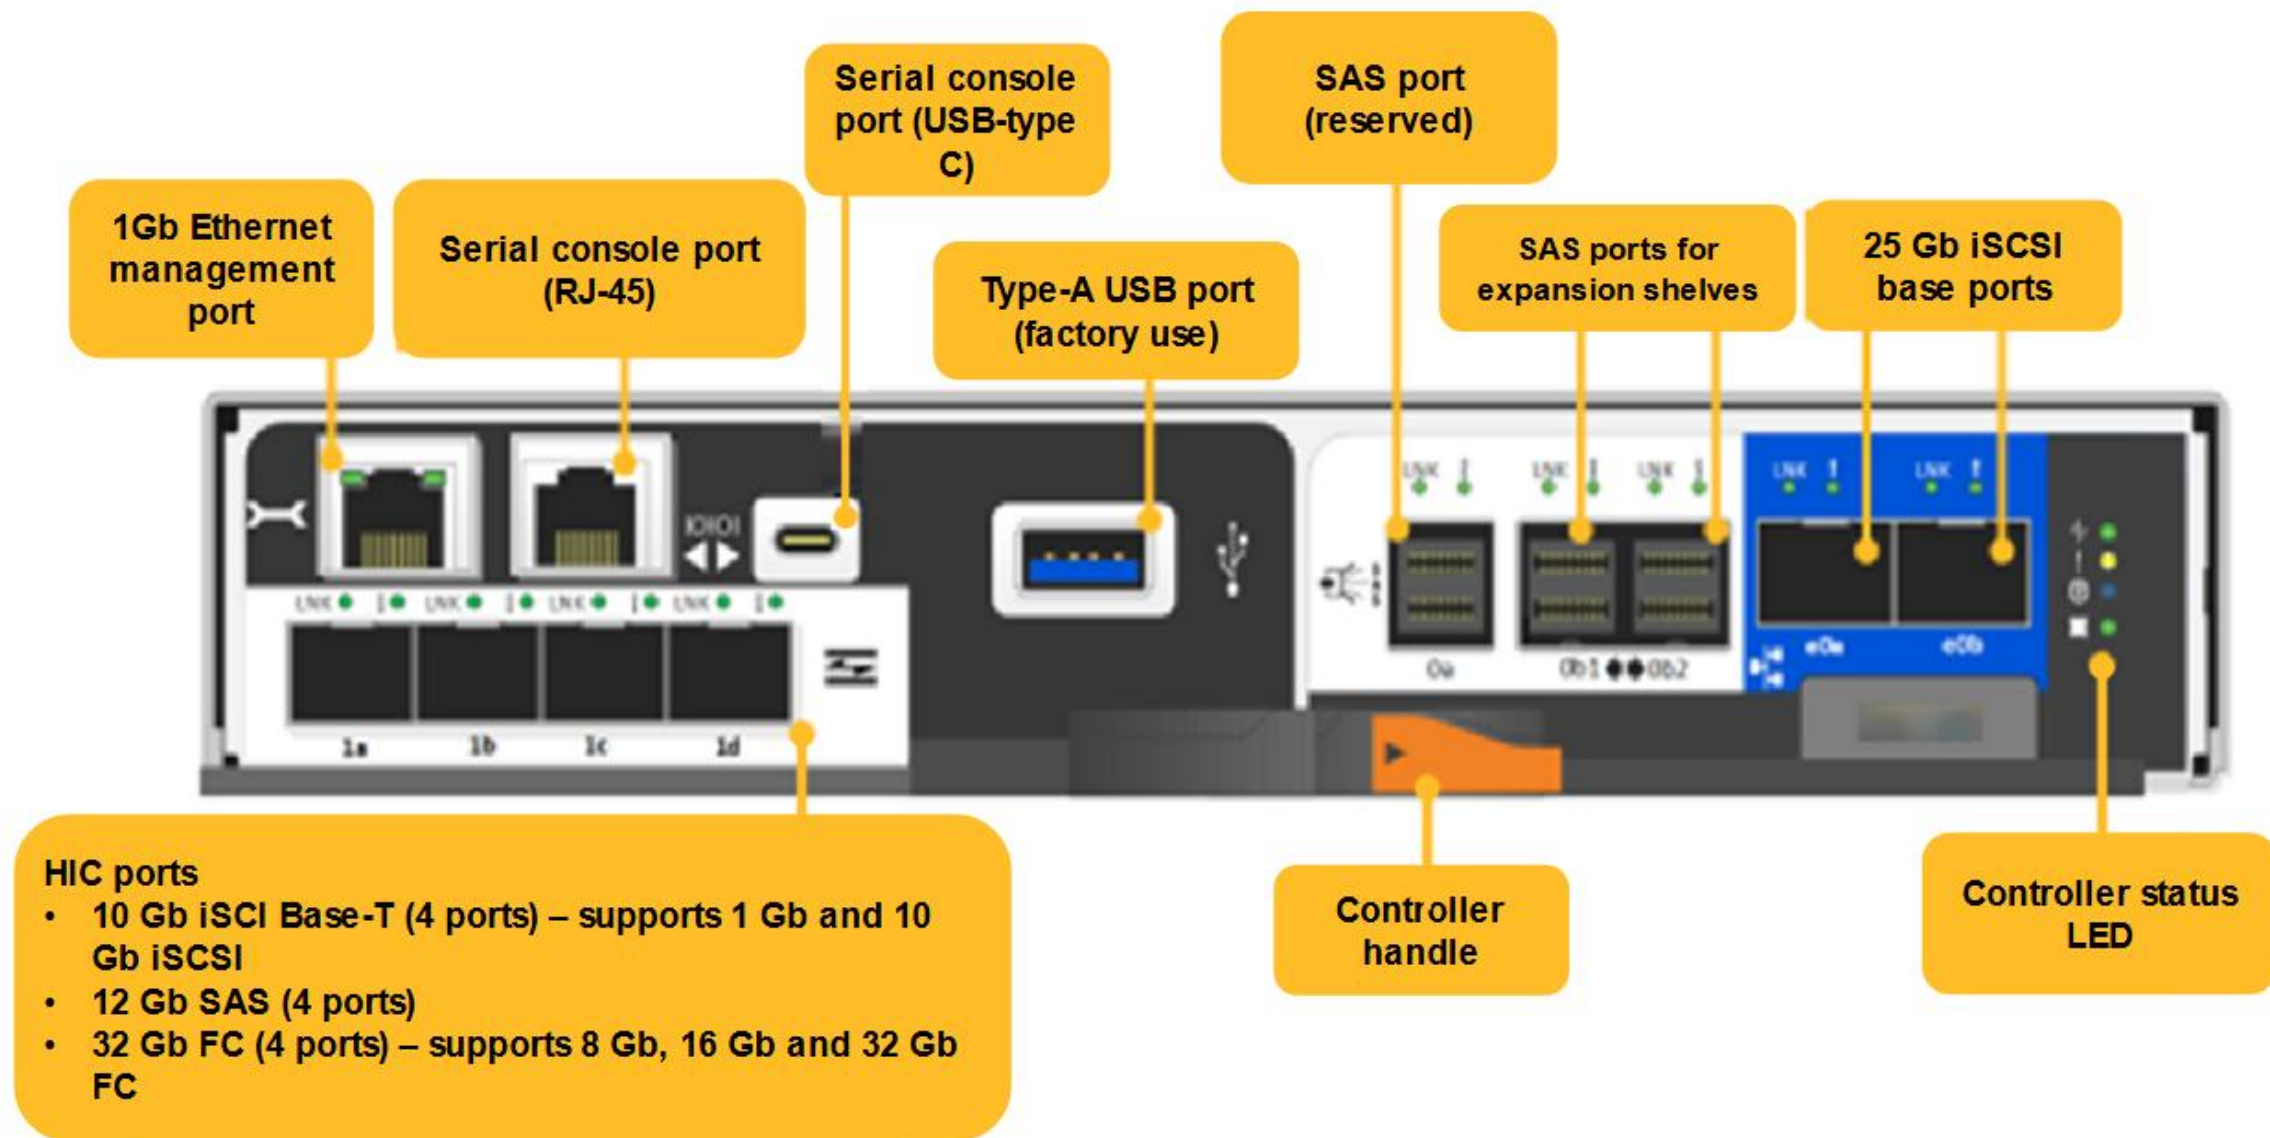 Serial console
port (USB-type
C)
SAS port
(reserved)
1Gb Ethernet
management
port
Serial console port
(RJ-45)
Type-A USB port
(factory use)
SAS ports for
expansion shelves
25 Gb iSCSI
base ports
LNK
LNK
LNK
LNK
LNK
IOIOI
LNK
LNK
LNK
LNK
0a
0b1
0b2
e0a
e0b
1a
1b
1c
1d
HIC ports
• 10 Gb iSCI Base-T (4 ports) – supports 1 Gb and 10
Gb iSCSI
• 12 Gb SAS (4 ports)
• 32 Gb FC (4 ports) – supports 8 Gb, 16 Gb and 32 Gb
FC
Controller
handle
Controller status
LED